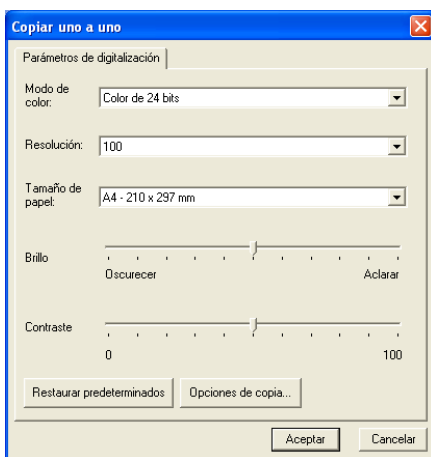 Copiar uno a uno
Parámetros de digitalización
Modo de
color:
Color de 24 bits
Resolución:
100
Tamaño de
papel:
A4 - 210 x 297 mm
Brillo
Oscurecer
Aclarar
Contraste
0
100
Restaurar predeterminados
Opciones de copia...
Aceptar
Cancelar